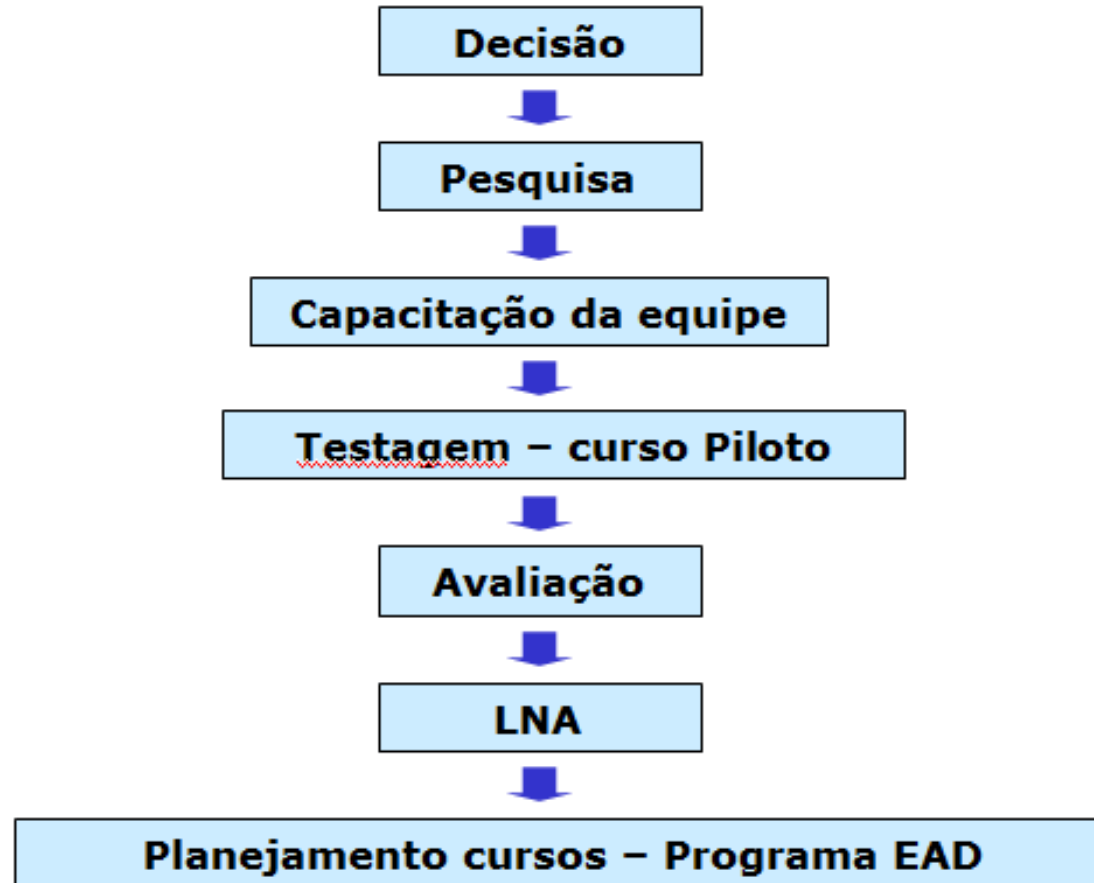 Decisão
Pesquisa
Capacitação da equipe
Testagem – curso Piloto
Avaliação
LNA
Planejamento cursos – Programa EAD